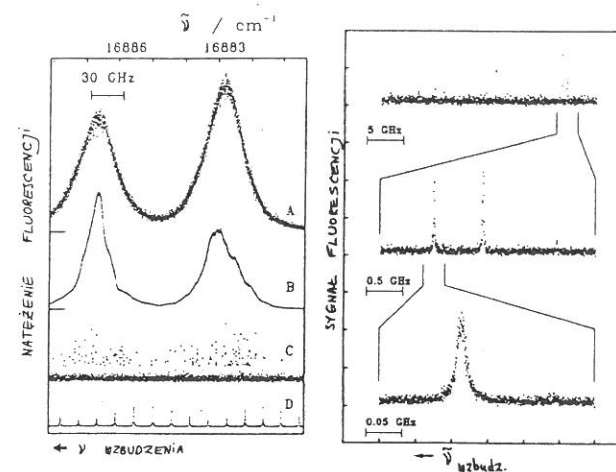 ν̃ / cm⁻¹
16886 16883
30 GHz
NATĘŻENIE FLUORESCENCJI
A
B
C
D
← ν WZBUDZENIA
SYGNAŁ FLUORESCENCJI
5 GHz
0.5 GHz
0.05 GHz
← ν̃ wzbudz.